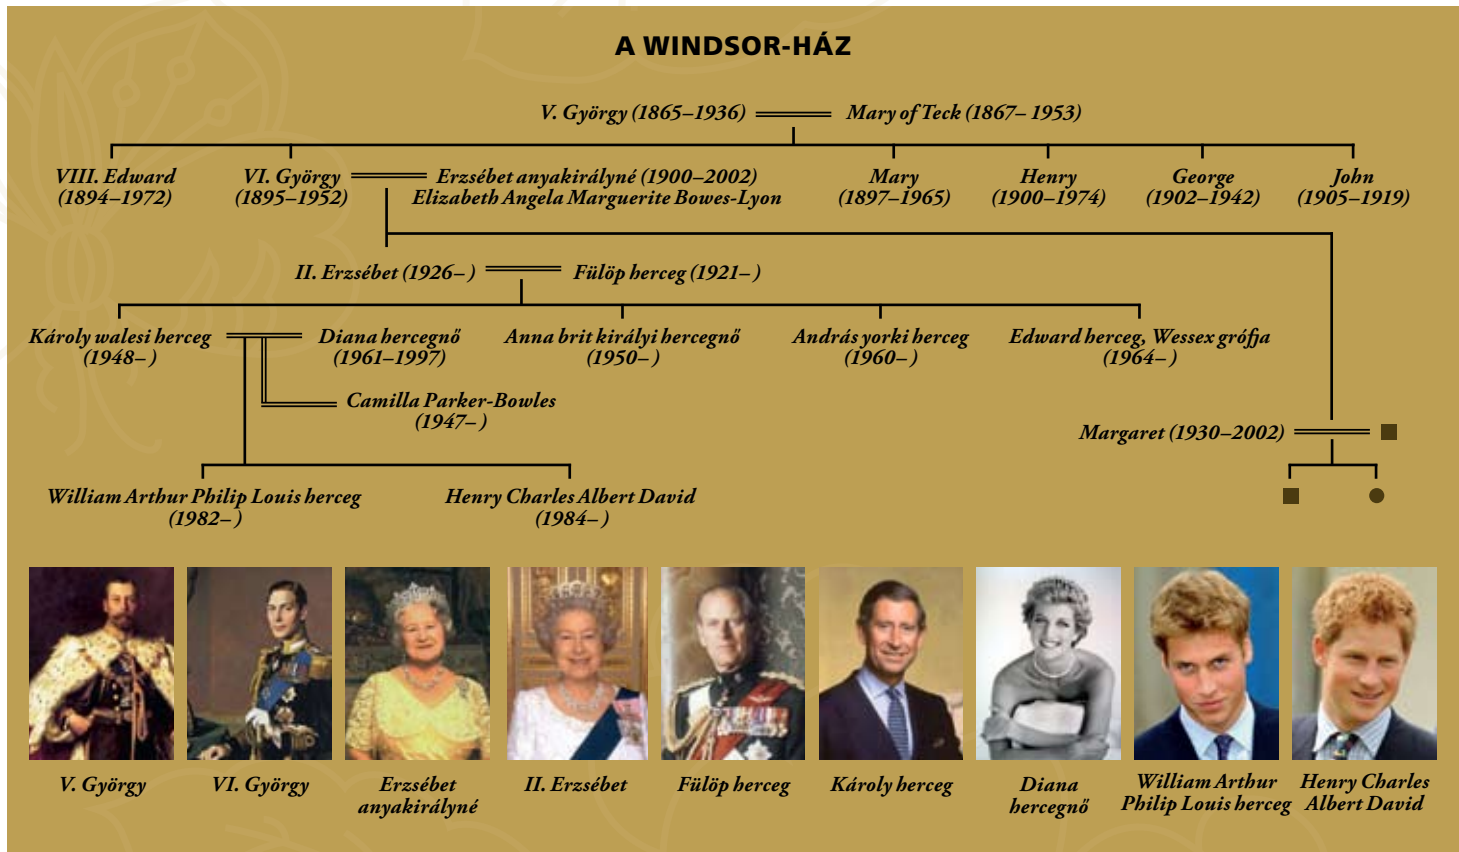 A WINDSOR-HÁZ
V. György (1865–1936)
Mary of Teck (1867– 1953)
VIII. Edward
(1894–1972)
VI. György
(1895–1952)
Erzsébet anyakirályné (1900–2002)
Elizabeth Angela Marguerite Bowes-Lyon
Mary
(1897–1965)
Henry
(1900–1974)
George
(1902–1942)
John
(1905–1919)
II. Erzsébet (1926– )
Fülöp herceg (1921– )
Károly walesi herceg
(1948– )
Diana hercegnő
(1961–1997)
Anna brit királyi hercegnő
(1950– )
András yorki herceg
(1960– )
Edward herceg, Wessex grófja
(1964– )
Camilla Parker-Bowles
(1947– )
Margaret (1930–2002)
William Arthur Philip Louis herceg
(1982– )
Henry Charles Albert David
(1984– )
V. György
VI. György
Erzsébet
anyakirályné
II. Erzsébet
Fülöp herceg
Károly herceg
Diana
hercegnő
William Arthur
Philip Louis herceg
Henry Charles
Albert David